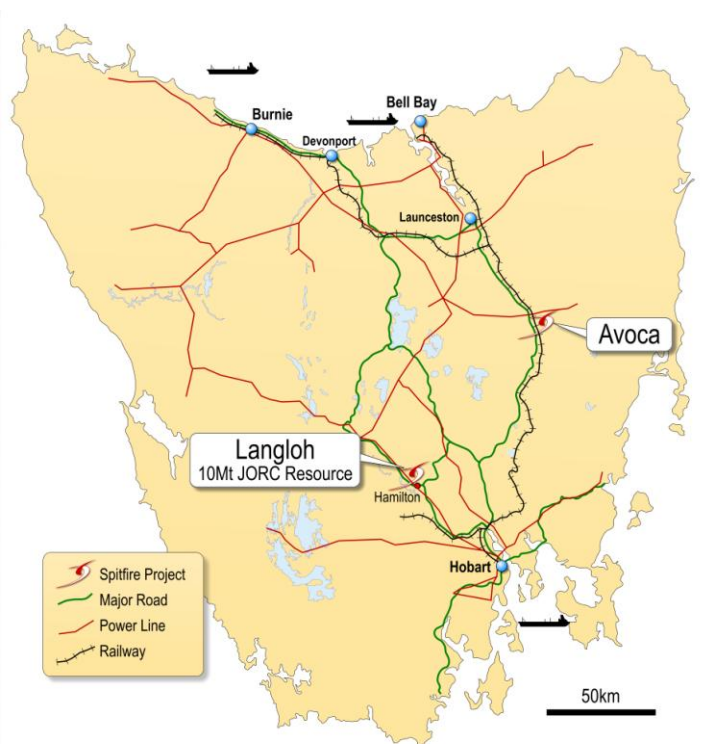 Bell Bay
Burnie
Devonport
Launceston
Avoca
Langloh
10Mt JORC Resource
Hamilton
Hobart
Spitfire Project
Major Road
Power Line
Railway
50km